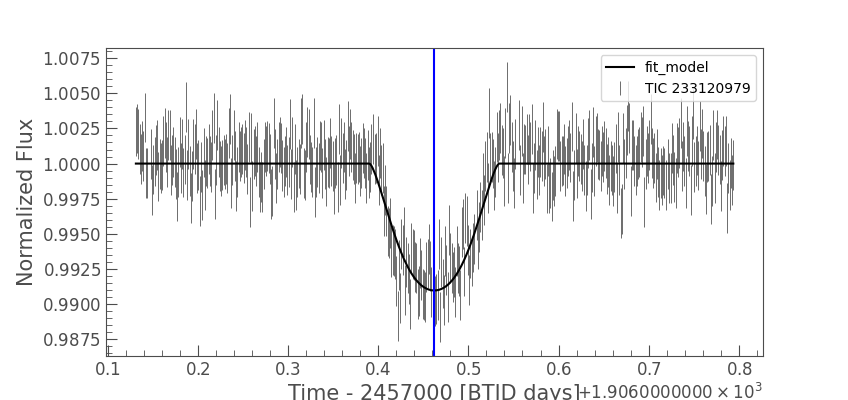 fit_model
TIC 233120979
Normalized Flux
1.0075
1.0050
1.0025
1.0000
0.9975
0.9950
0.9925
0.9900
0.9875
0.1 0.2 0.3 0.4 0.5 0.6 0.7 0.8
Time - 2457000 [BTJD days]
+1.9060000000 × 10³